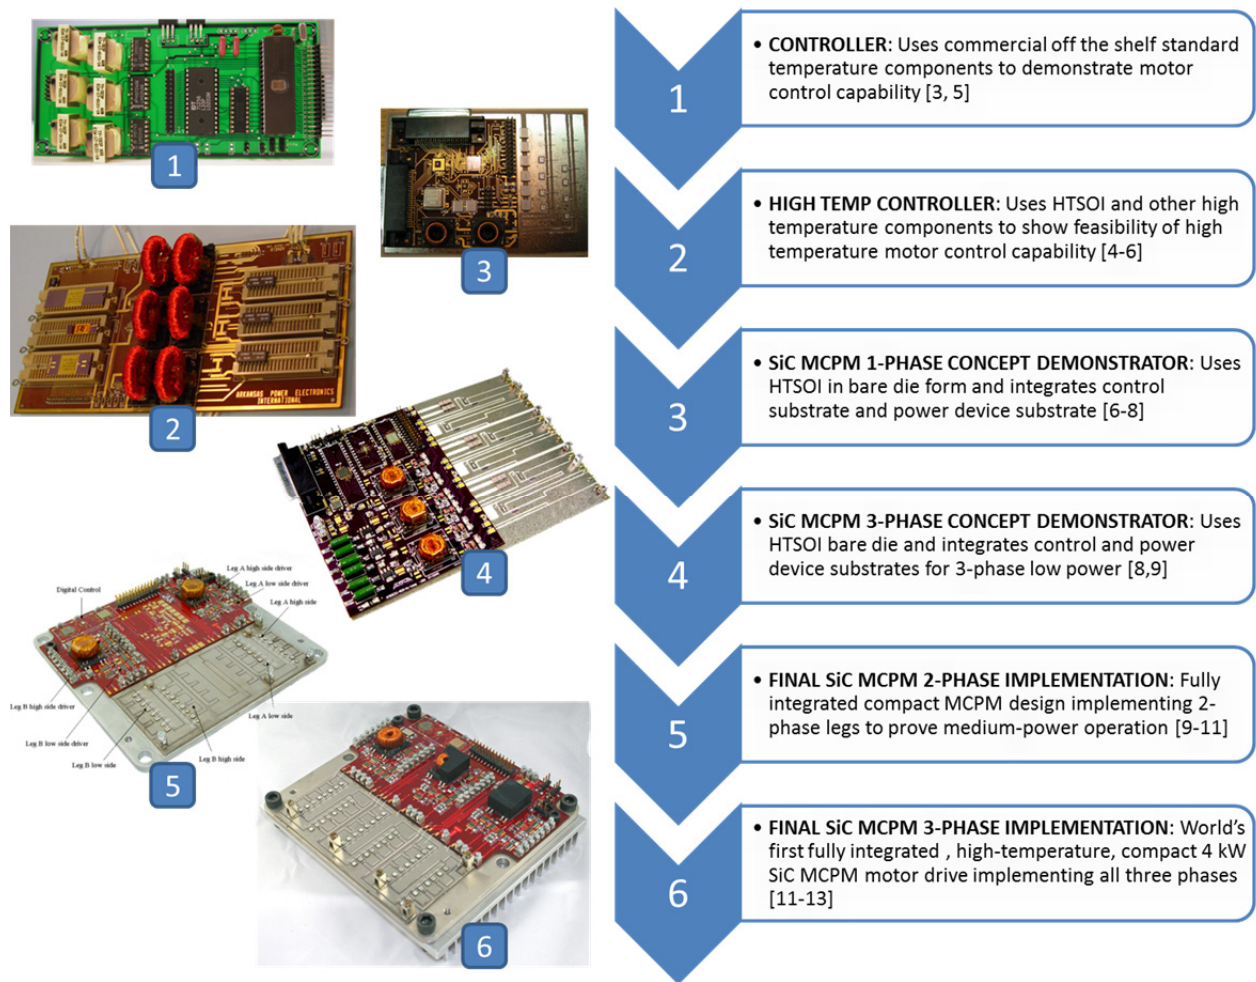 1
3
2
ARKANSAS POWER ELECTRONICS
INTERNATIONAL
4
Leg A high side driver
Leg A low side driver
Digital Control
Leg A high side
Leg B high side driver
Leg A low side
Leg B low side driver
Leg B low side
Leg B high side
5
6
1
• CONTROLLER: Uses commercial off the shelf standard
temperature components to demonstrate motor
control capability [3, 5]
2
• HIGH TEMP CONTROLLER: Uses HTSOI and other high
temperature components to show feasibility of high
temperature motor control capability [4-6]
3
• SiC MCPM 1-PHASE CONCEPT DEMONSTRATOR: Uses
HTSOI in bare die form and integrates control
substrate and power device substrate [6-8]
4
• SiC MCPM 3-PHASE CONCEPT DEMONSTRATOR: Uses
HTSOI bare die and integrates control and power
device substrates for 3-phase low power [8,9]
5
• FINAL SiC MCPM 2-PHASE IMPLEMENTATION: Fully
integrated compact MCPM design implementing 2-
phase legs to prove medium-power operation [9-11]
6
• FINAL SiC MCPM 3-PHASE IMPLEMENTATION: World’s
first fully integrated , high-temperature, compact 4 kW
SiC MCPM motor drive implementing all three phases
[11-13]